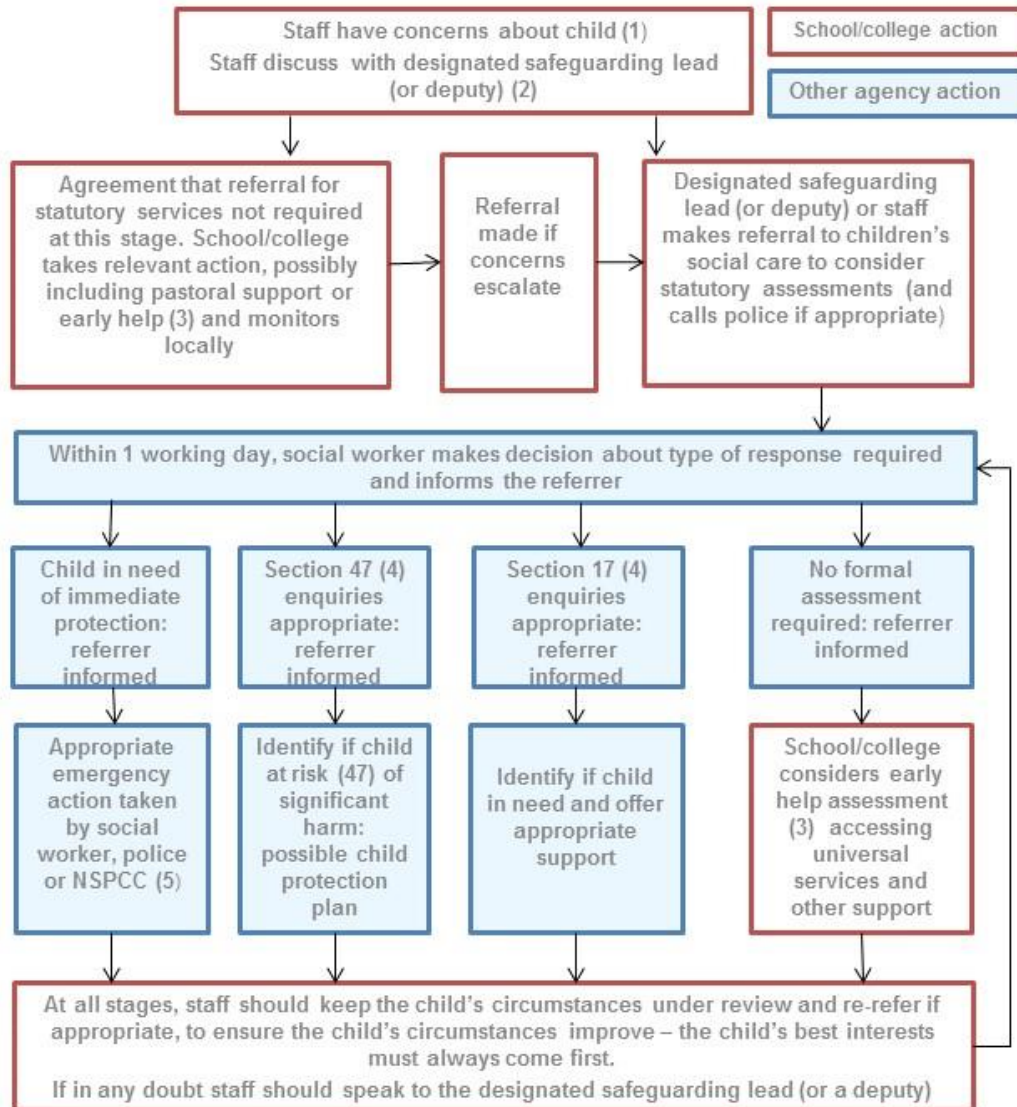 Staff have concerns about child (1)
Staff discuss with designated safeguarding lead
(or deputy) (2)
School/college action
Other agency action
Agreement that referral for
statutory services not required
at this stage. School/college
takes relevant action, possibly
including pastoral support or
early help (3) and monitors
locally
Referral
made if
concerns
escalate
Designated safeguarding
lead (or deputy) or staff
makes referral to children's
social care to consider
statutory assessments (and
calls police if appropriate)
Within 1 working day, social worker makes decision about type of response required
and informs the referrer
Child in need
of immediate
protection:
referrer
informed
Section 47 (4)
enquiries
appropriate:
referrer
informed
Section 17 (4)
enquiries
appropriate:
referrer
informed
No formal
assessment
required: referrer
informed
Appropriate
emergency
action taken
by social
worker, police
or NSPCC (5)
Identify if child
at risk (47) of
significant
harm:
possible child
protection
plan
Identify if child
in need and offer
appropriate
support
School/college
considers early
help assessment
(3) accessing
universal
services and
other support
At all stages, staff should keep the child's circumstances under review and re-refer if
appropriate, to ensure the child's circumstances improve – the child's best interests
must always come first.
If in any doubt staff should speak to the designated safeguarding lead (or a deputy)